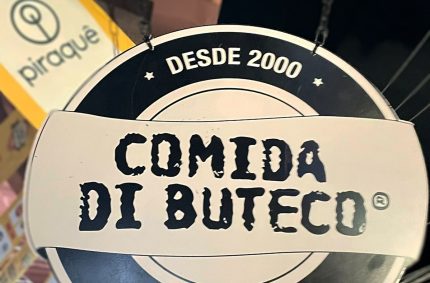 piraquê
DESDE 2000
COMIDA
DI BUTECO®